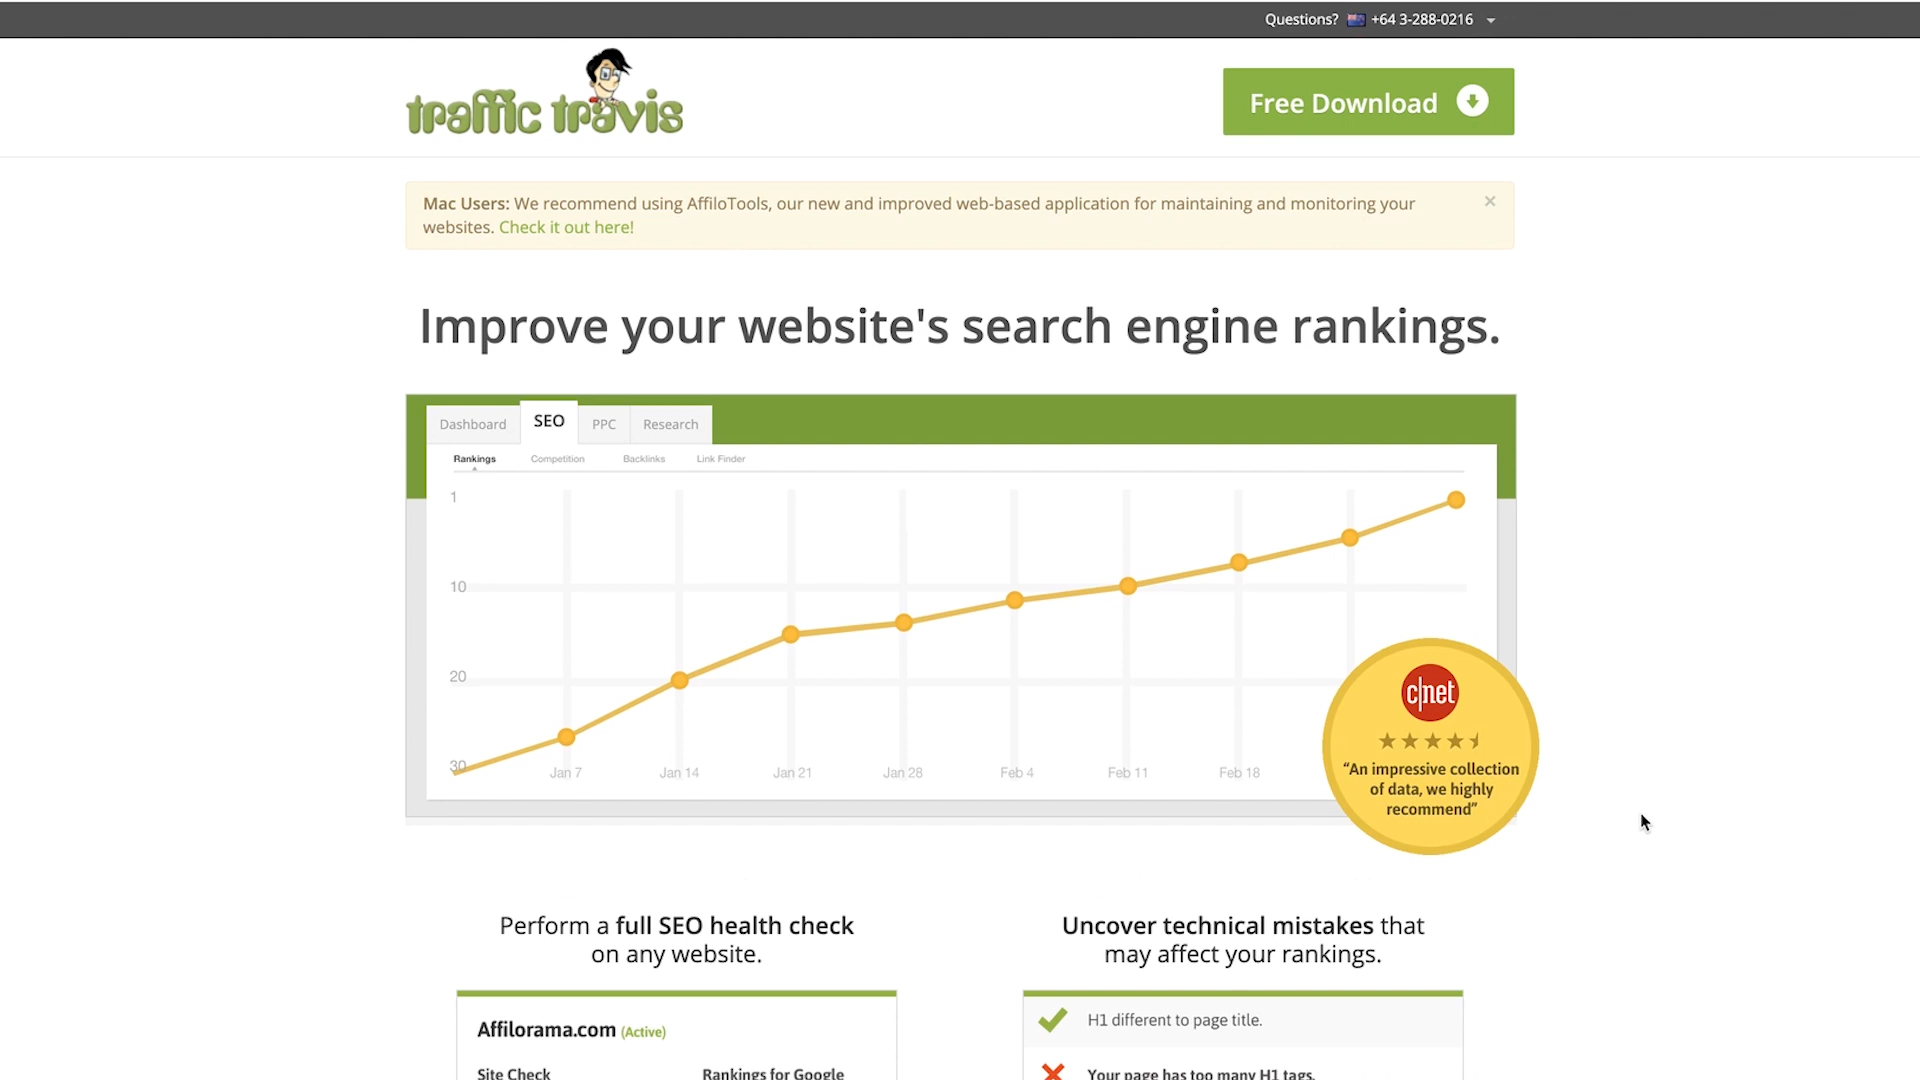 Questions? +64 3-288-0216
traffic travis
Free Download
Mac Users: We recommend using AffiloTools, our new and improved web-based application for maintaining and monitoring your
websites. Check it out here!
Improve your website's search engine rankings.
Dashboard SEO PPC Research
Rankings Competition Backlinks Link Finder
1
10
20
30
Jan 7 Jan 14 Jan 21 Jan 28 Feb 4 Feb 11 Feb 18
c|net
“An impressive collection
of data, we highly
recommend”
Perform a full SEO health check
on any website.
Uncover technical mistakes that
may affect your rankings.
Affilorama.com (Active)
Site Check Rankings for Google
H1 different to page title.
Your page has too many H1 tags.